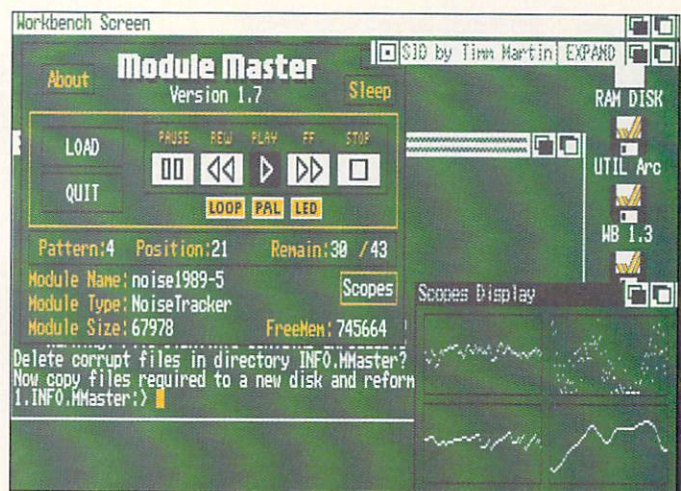 Workbench Screen
SID by Timm Martin EXPAND
About
Module Master
Version 1.7
Sleep
RAM DISK
LOAD
QUIT
PAUSE REW PLAY FF STOP
LOOP PAL LED
UTIL Arc
WB 1.3
Pattern:4 Position:21 Remain:30 /43
Module Name:noise1989-5
Module Type:NoiseTracker
Module Size:67978 FreeMem:745664
Scopes
Scopes Display
Delete corrupt files in directory INFO.MMaster?
Now copy files required to a new disk and reform
1.INFO.MMaster:>